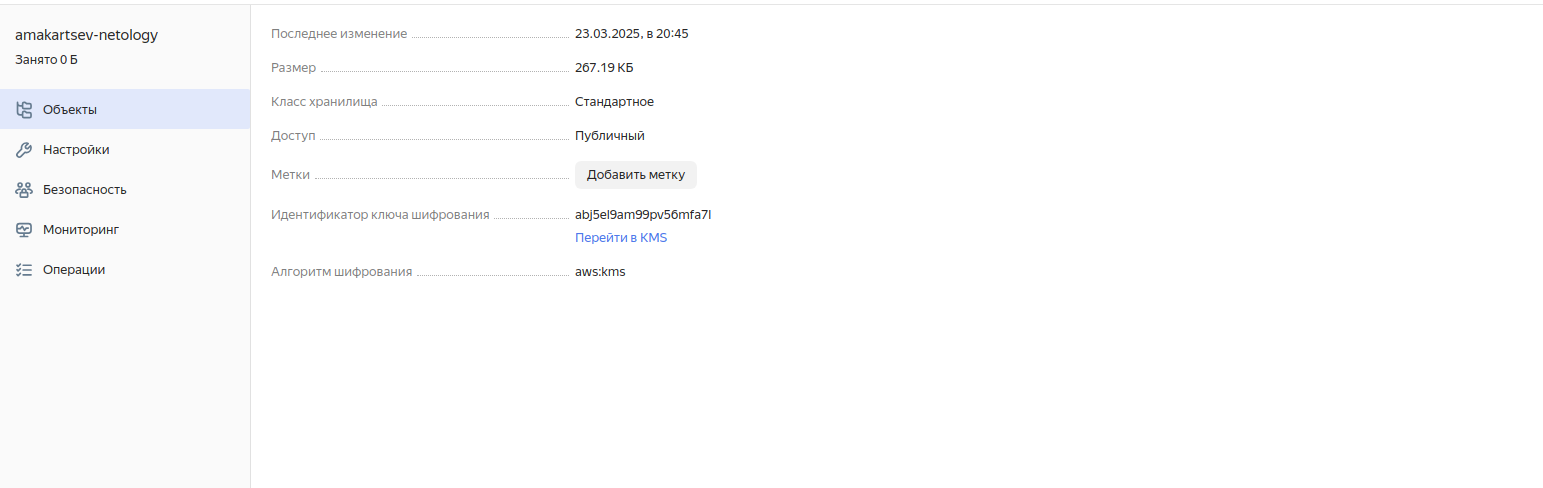 amakartsev-netology
Занято 0 Б
Объекты
Настройки
Безопасность
Мониторинг
Операции
Последнее изменение 23.03.2025, в 20:45
Размер 267.19 КБ
Класс хранилища Стандартное
Доступ Публичный
Метки Добавить метку
Идентификатор ключа шифрования abj5el9am99pv56mfa7l
Перейти в KMS
Алгоритм шифрования aws:kms